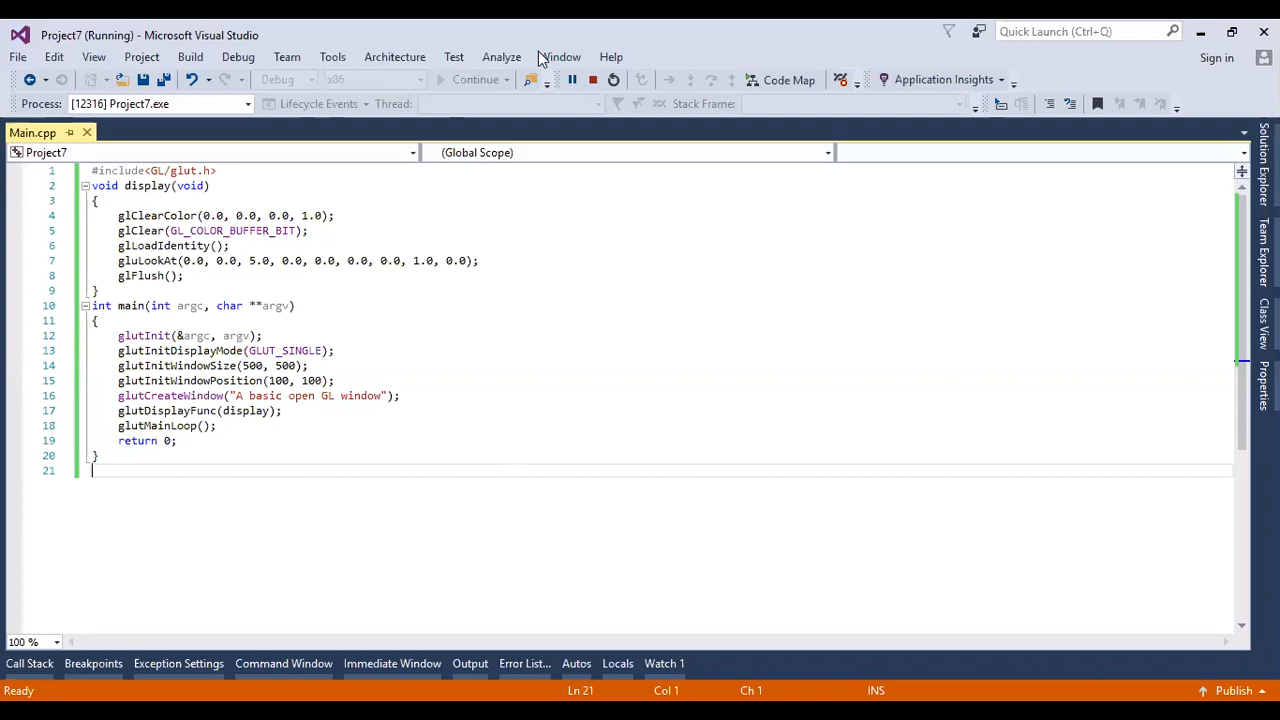 Project7 (Running) - Microsoft Visual Studio
Quick Launch (Ctrl+Q)
File Edit View Project Build Debug Team Tools Architecture Test Analyze Window Help
Sign in
Debug x86 Continue Code Map Application Insights
Process: [12316] Project7.exe Lifecycle Events Thread: Stack Frame:
Main.cpp
Project7 (Global Scope)
1 #include<GL/glut.h>
2 void display(void)
3 {
4 glClearColor(0.0, 0.0, 0.0, 1.0);
5 glClear(GL_COLOR_BUFFER_BIT);
6 glLoadIdentity();
7 gluLookAt(0.0, 0.0, 5.0, 0.0, 0.0, 0.0, 0.0, 1.0, 0.0);
8 glFlush();
9 }
10 int main(int argc, char **argv)
11 {
12 glutInit(&argc, argv);
13 glutInitDisplayMode(GLUT_SINGLE);
14 glutInitWindowSize(500, 500);
15 glutInitWindowPosition(100, 100);
16 glutCreateWindow("A basic open GL window");
17 glutDisplayFunc(display);
18 glutMainLoop();
19 return 0;
20 }
21
Solution Explorer
Team Explorer
Class View
Properties
100 %
Call Stack Breakpoints Exception Settings Command Window Immediate Window Output Error List... Autos Locals Watch 1
Ready Ln 21 Col 1 Ch 1 INS Publish